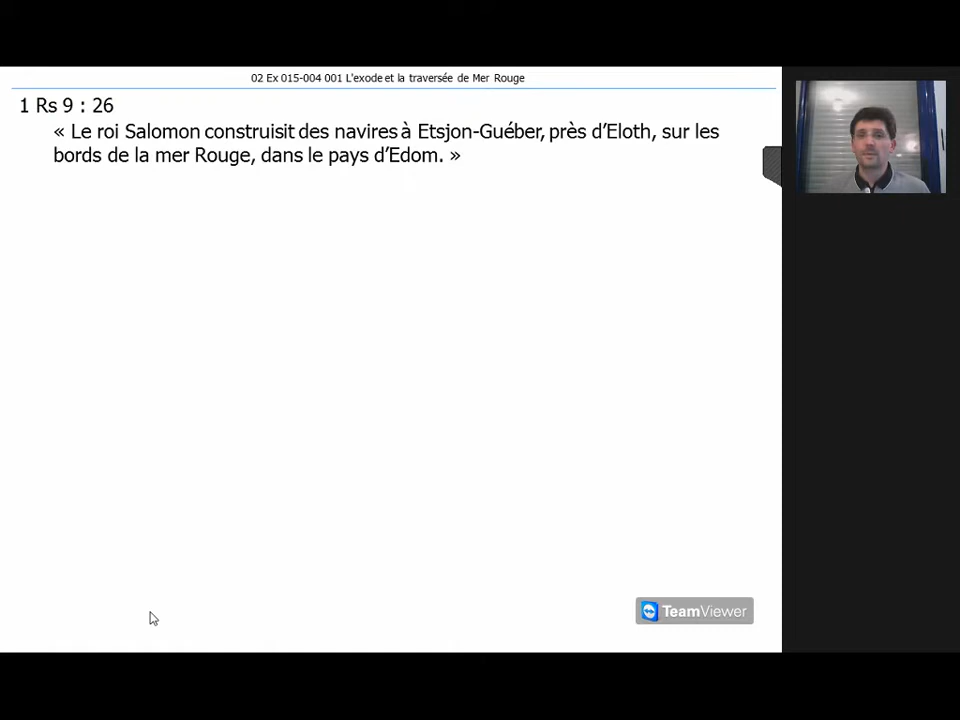 02 Ex 015-004 001 L'exode et la traversée de Mer Rouge
1 Rs 9 : 26
« Le roi Salomon construisit des navires à Etsjon-Guéber, près d’Eloth, sur les
bords de la mer Rouge, dans le pays d’Edom. »
TeamViewer